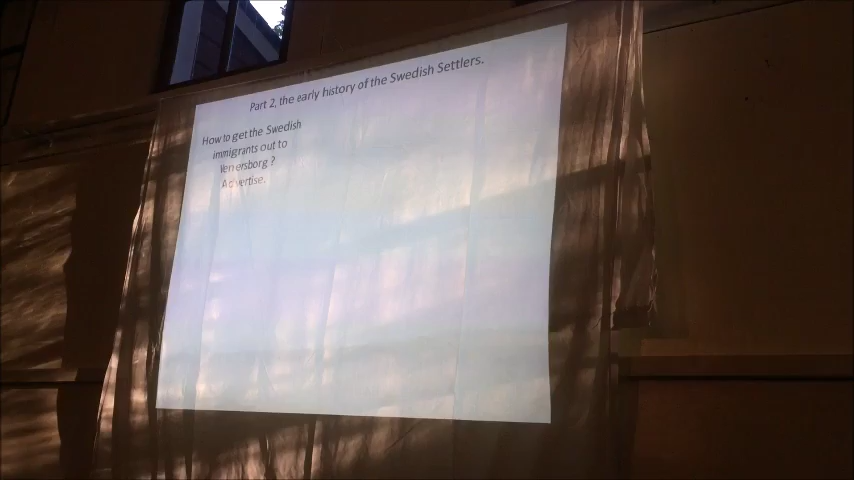 Part 2, the early history of the Swedish Settlers.
How to get the Swedish
immigrants out to
Venersborg ?
Advertise.